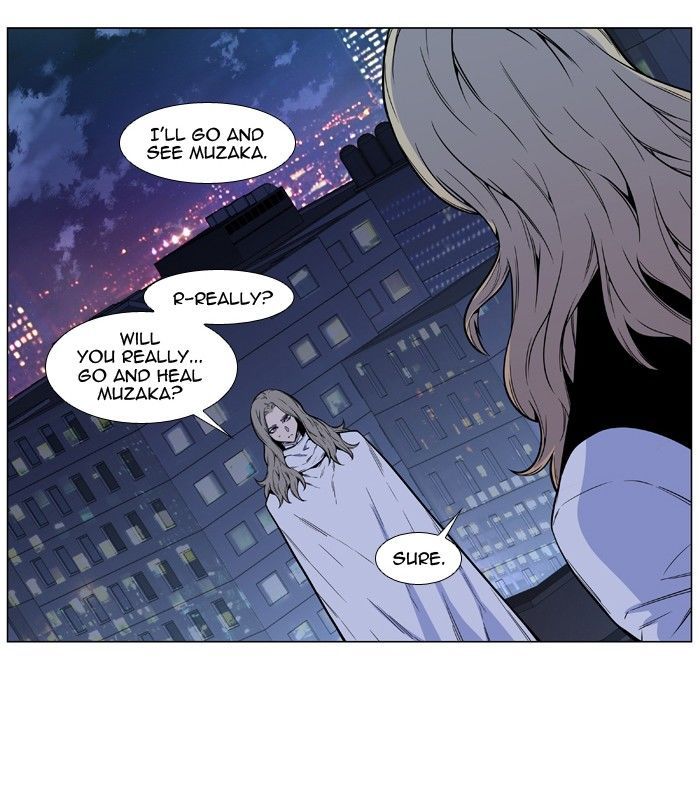 I'LL GO AND
SEE MUZAKA.
R-REALLY?
WILL
YOU REALLY...
GO AND HEAL
MUZAKA?
SURE.